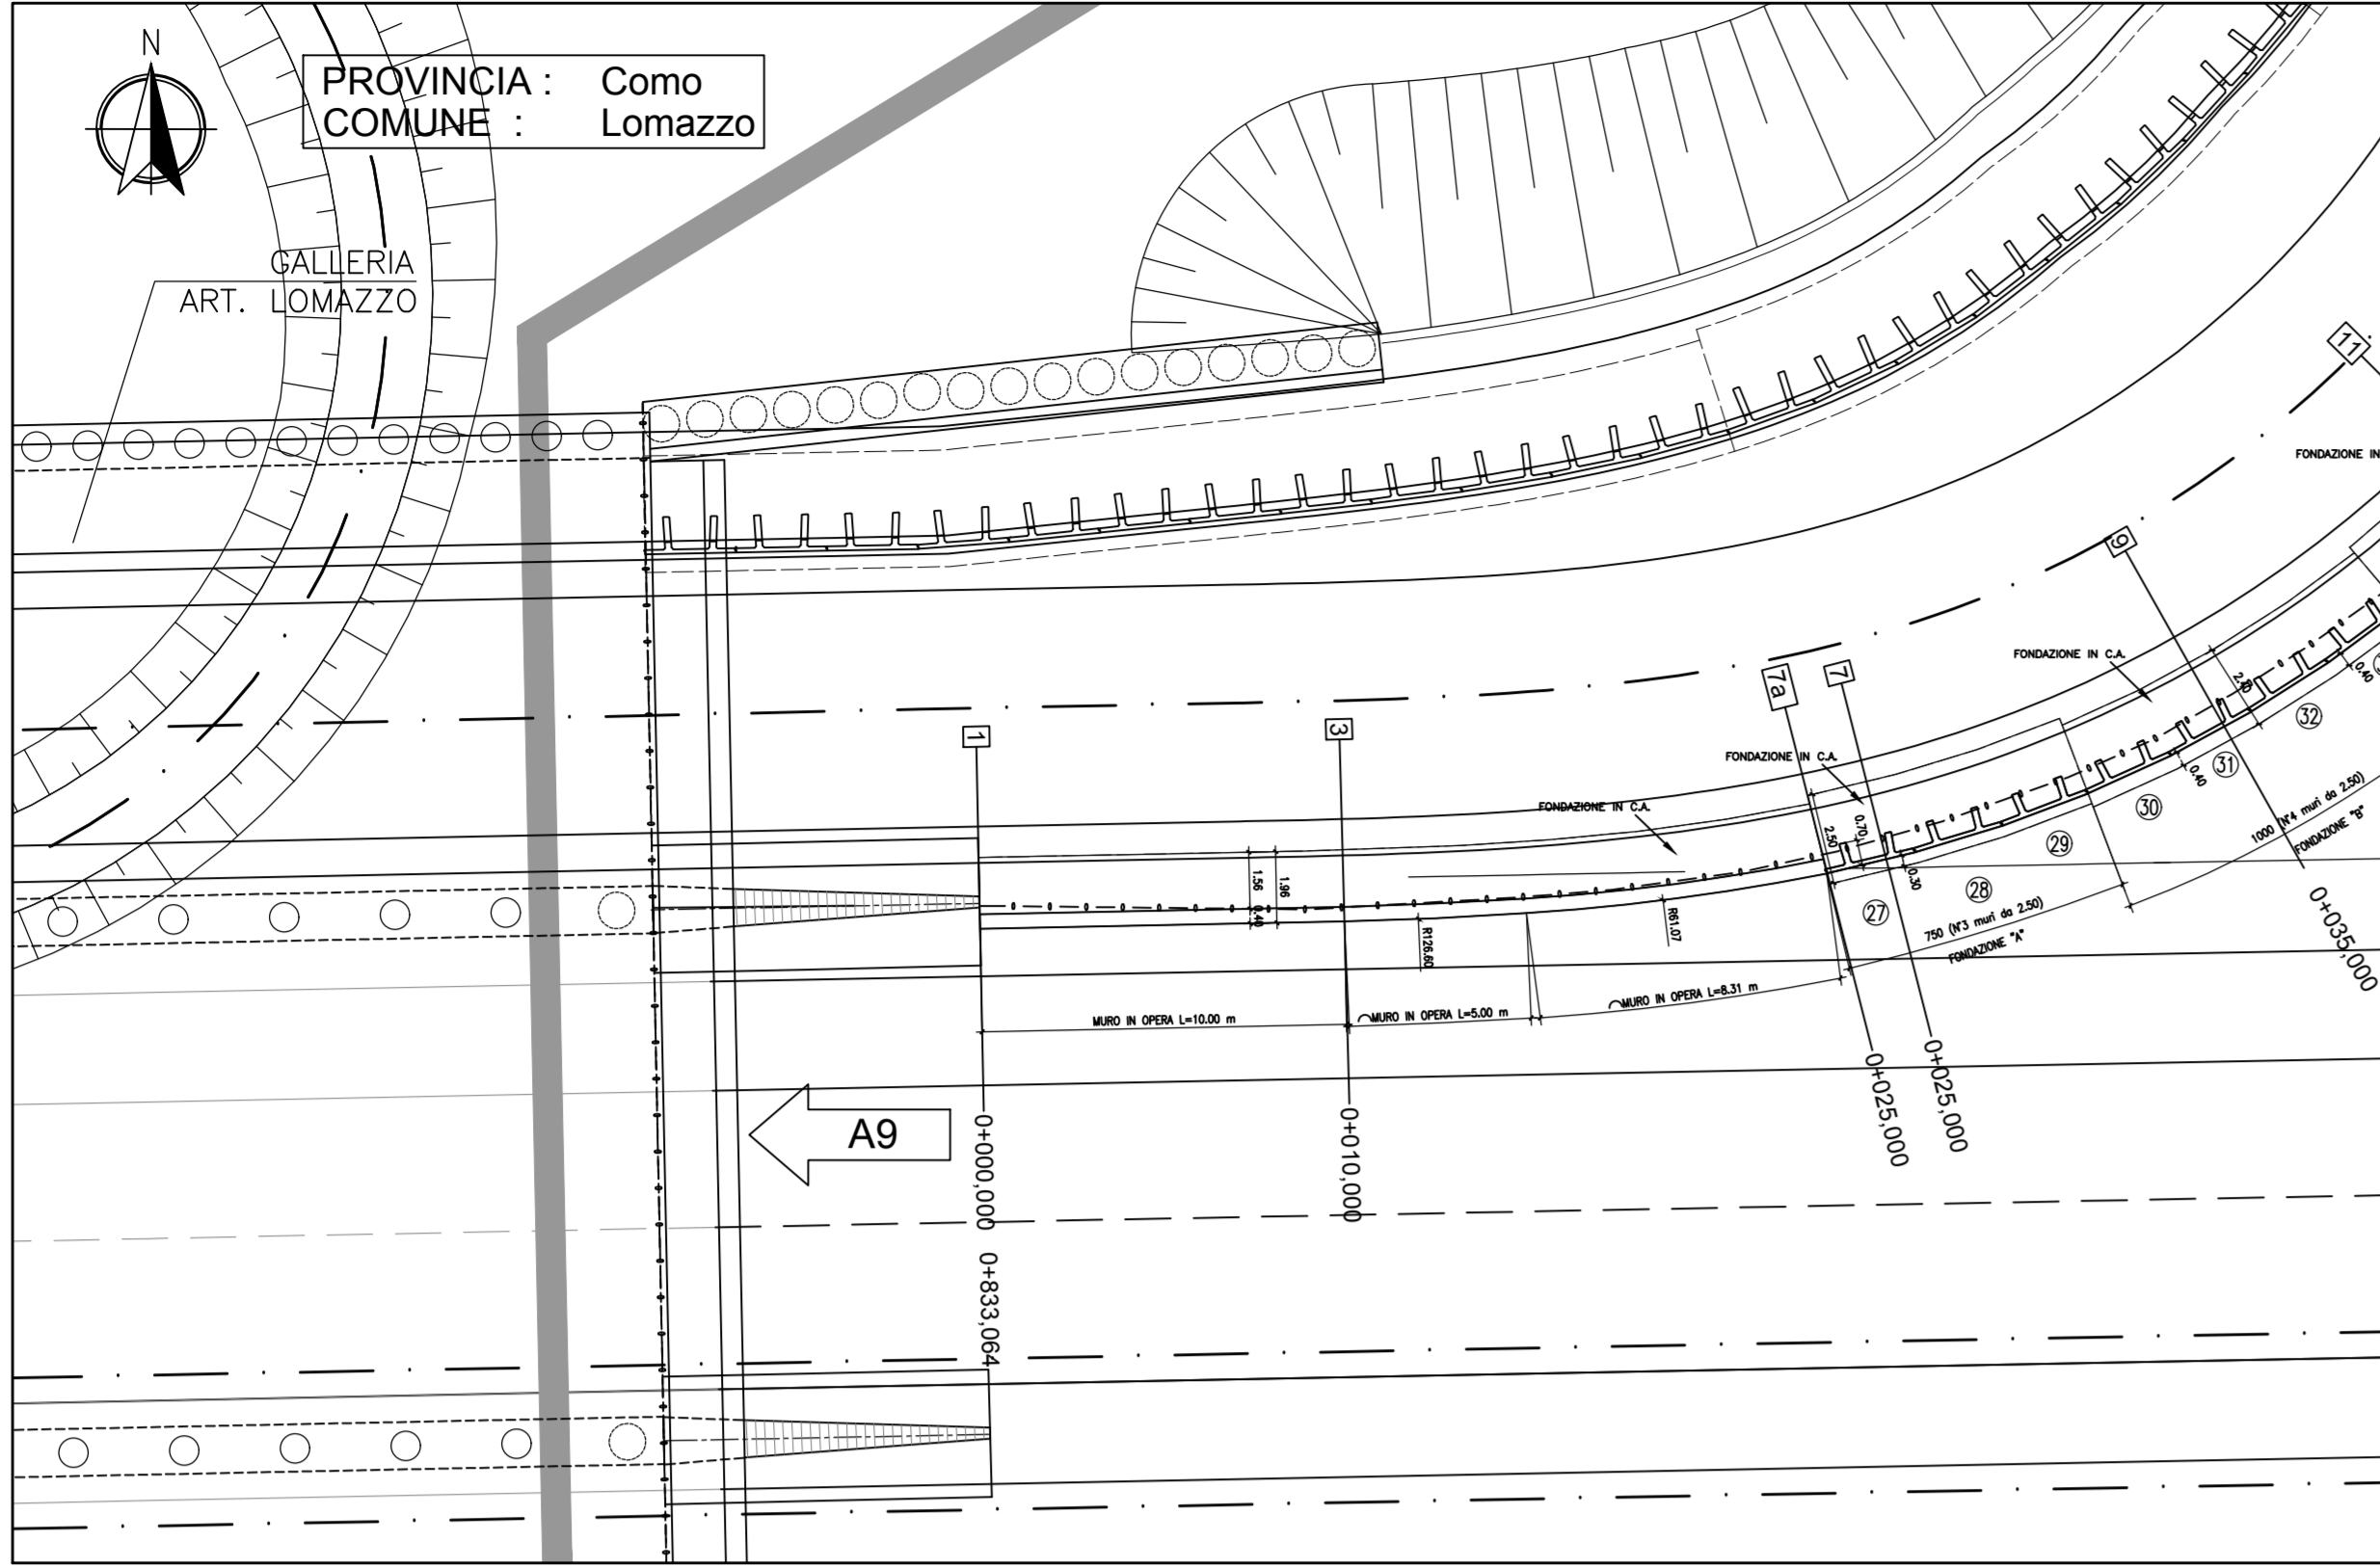 N
PROVINCIA : Como
COMUNE : Lomazzo
GALLERIA
ART. LOMAZZO
11
FONDAZIONE IN
9
FONDAZIONE IN C.A.
7a
7
2.10
0.40
32
1
3
FONDAZIONE IN C.A.
31
0.40
30
1000 (N°4 muri da 2.50)
FONDAZIONE "B"
FONDAZIONE IN C.A.
2.50
0.70
29
0.30
28
27
1.56
0.40
1.96
R126.60
R61.07
750 (N°3 muri da 2.50)
FONDAZIONE "A"
0+035,000
MURO IN OPERA L=10.00 m
MURO IN OPERA L=5.00 m
MURO IN OPERA L=8.31 m
0+025,000
0+025,000
A9
0+000,000
0+833,064
0+010,000